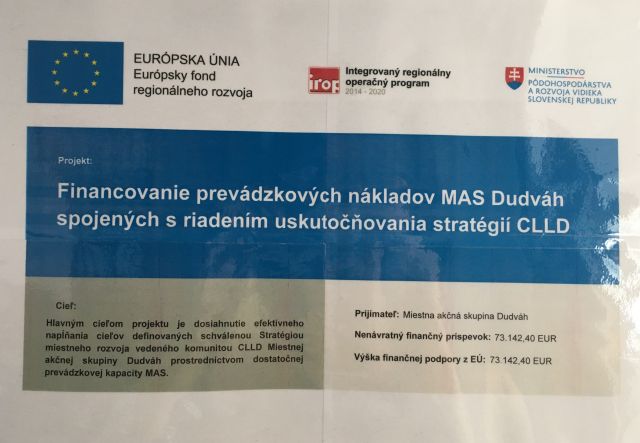 EURÓPSKA ÚNIA
Európsky fond
regionálneho rozvoja
irop
Integrovaný regionálny
operačný program
2014 - 2020
MINISTERSTVO
PÔDOHOSPODÁRSTVA
A ROZVOJA VIDIEKA
SLOVENSKEJ REPUBLIKY
Projekt:
Financovanie prevádzkových nákladov MAS Dudváh
spojených s riadením uskutočňovania stratégií CLLD
Cieľ:
Hlavným cieľom projektu je dosiahnutie efektívneho
napĺňania cieľov definovaných schválenou Stratégiou
miestneho rozvoja vedeného komunitou CLLD Miestnej
akčnej skupiny Dudváh prostredníctvom dostatočnej
prevádzkovej kapacity MAS.
Prijímateľ: Miestna akčná skupina Dudváh
Nenávratný finančný príspevok: 73.142,40 EUR
Výška finančnej podpory z EÚ: 73.142,40 EUR